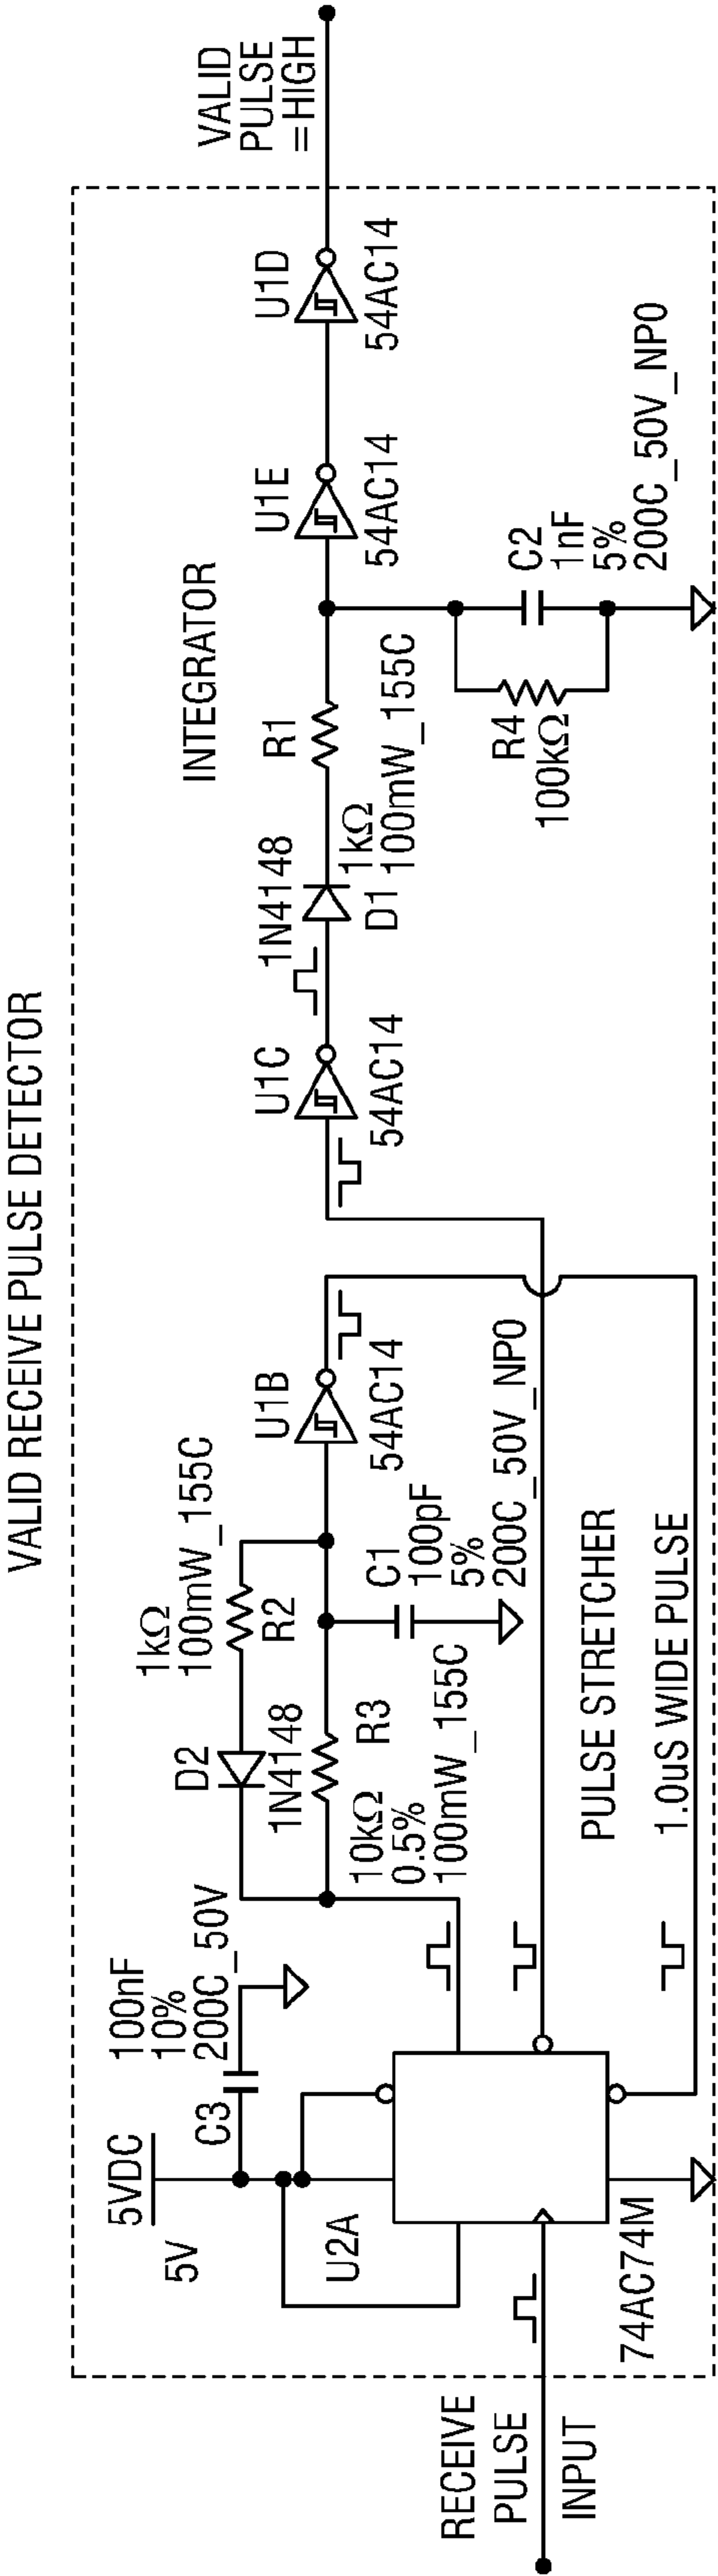 VALID RECEIVE PULSE DETECTOR
RECEIVE
PULSE
INPUT
5VDC
5V
C3
100nF
10%
200C_50V
U2A
74AC74M
D2
1N4148
1kΩ
100mW_155C
R2
R3
10kΩ
0.5%
100mW_155C
C1
100pF
5%
200C_50V_NPO
U1B
54AC14
PULSE STRETCHER
1.0uS WIDE PULSE
U1C
54AC14
1N4148
D1
INTEGRATOR
R1
1kΩ
100mW_155C
R4
100kΩ
C2
1nF
5%
200C_50V_NPO
U1E
54AC14
U1D
54AC14
VALID
PULSE
=HIGH